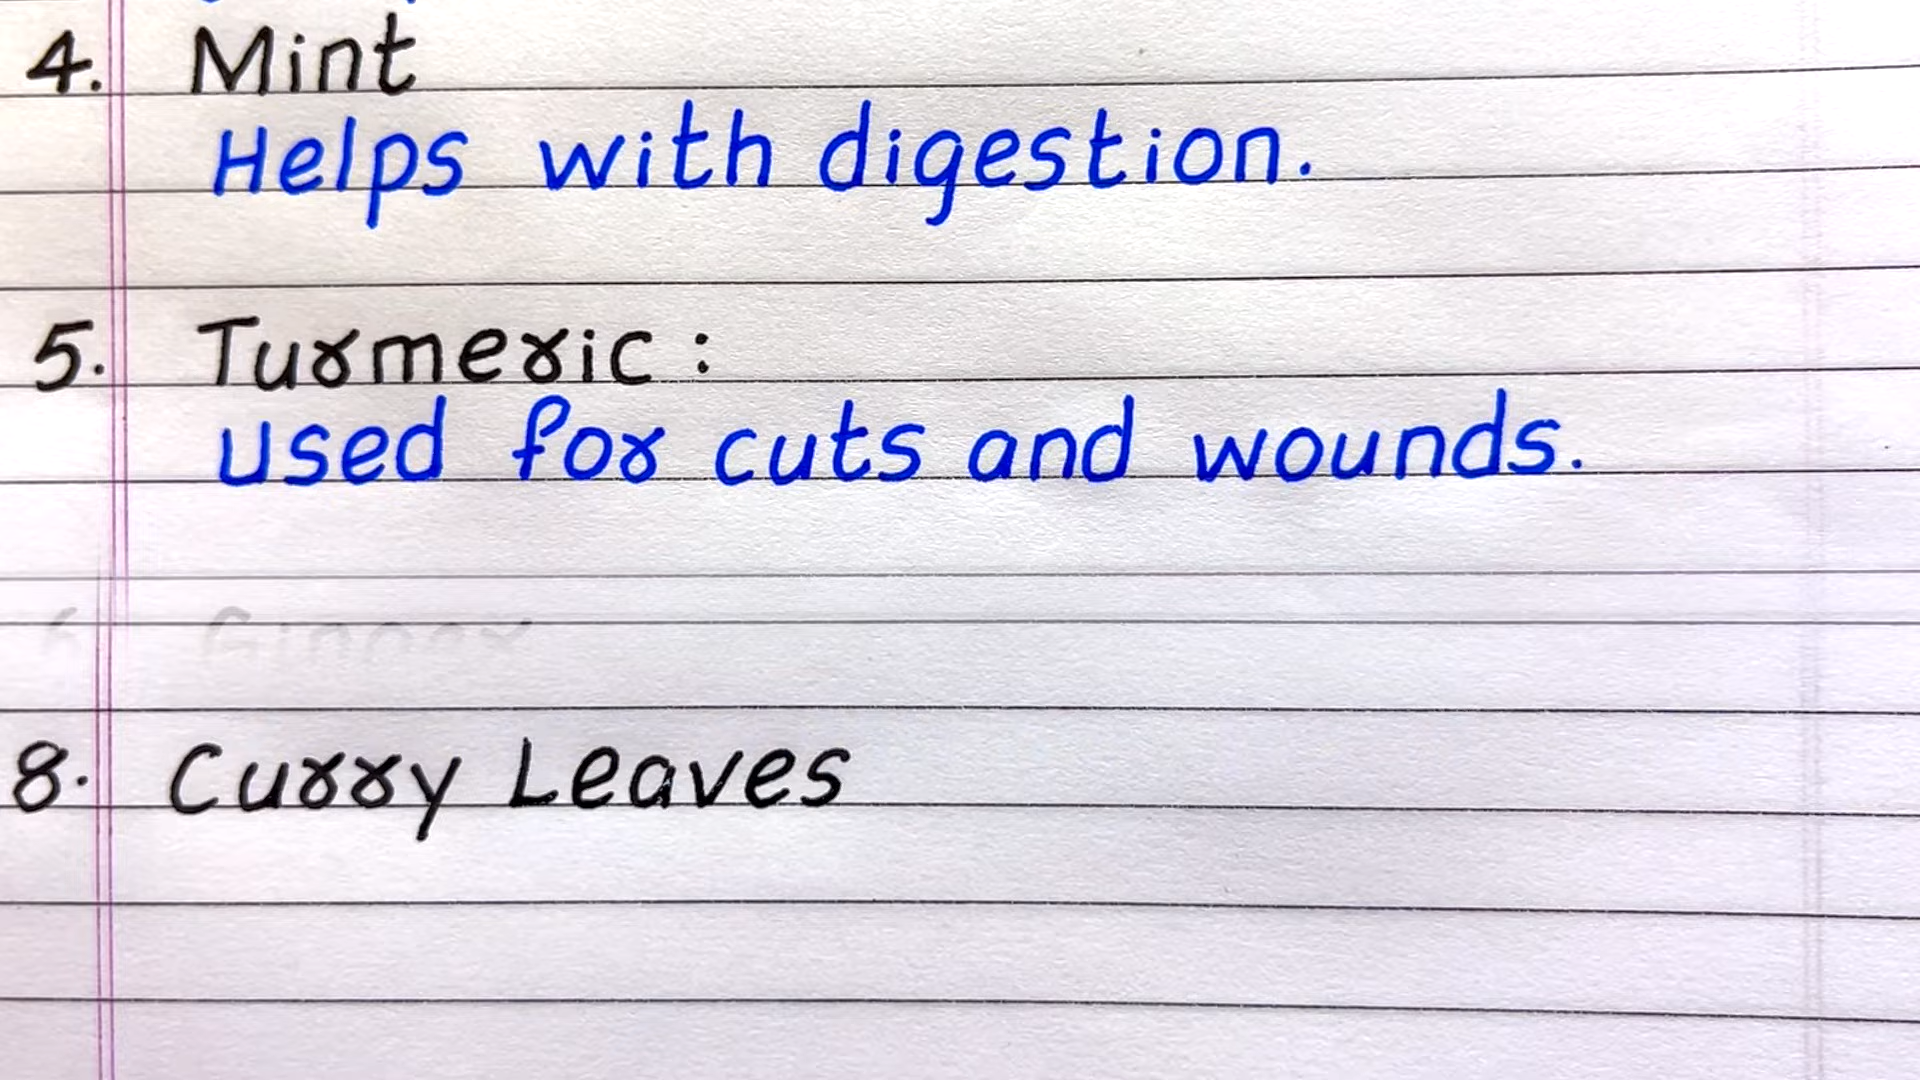 4. Mint
Helps with digestion.
5. Turmeric :
used for cuts and wounds.
8. Curry Leaves